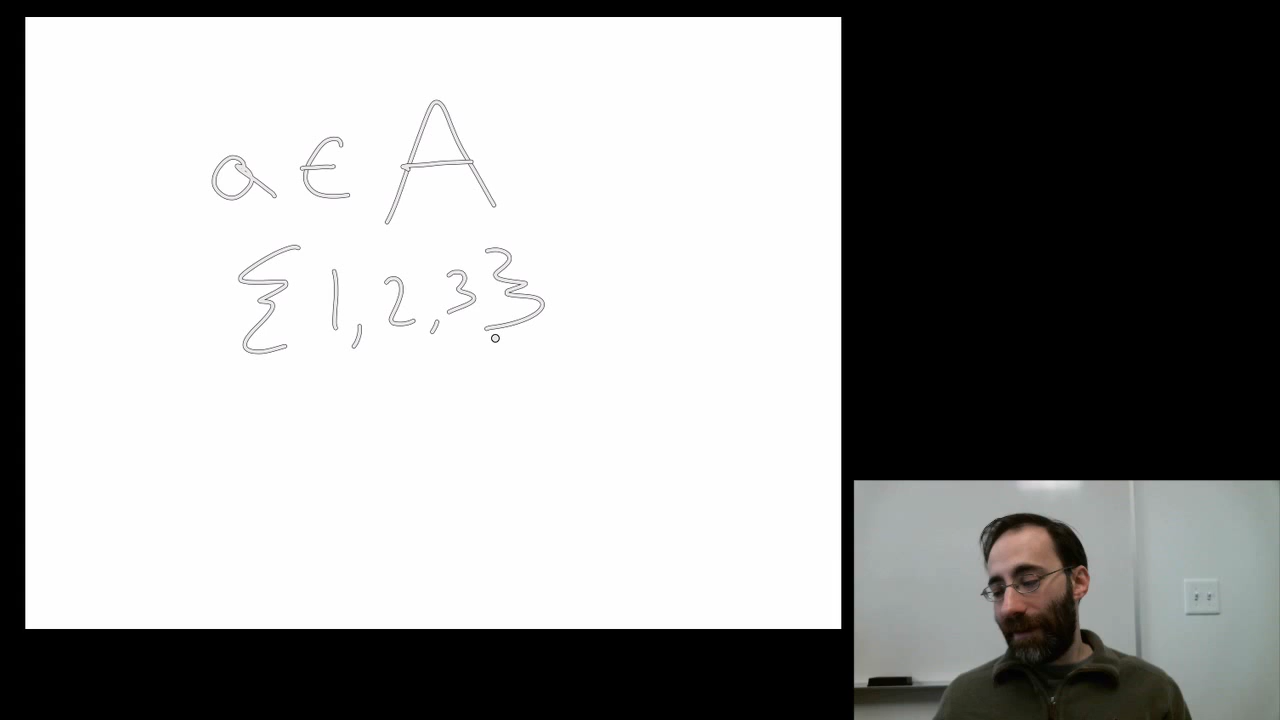 a ∈ A
{1,2,3}